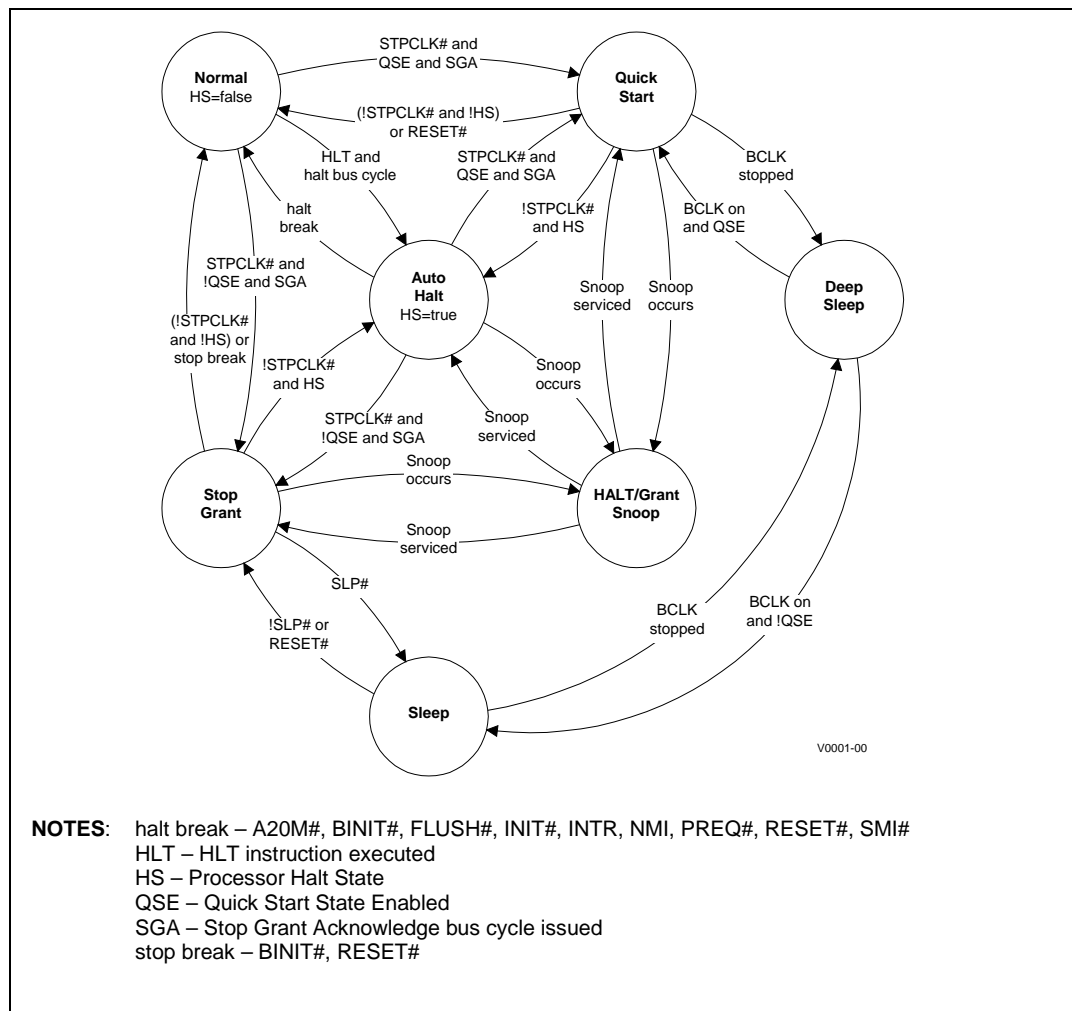 STPCLK# and
QSE and SGA
Normal
HS=false
Quick
Start
(!STPCLK# and !HS)
or RESET#
HLT and
halt bus cycle
STPCLK# and
QSE and SGA
BCLK
stopped
halt
break
!STPCLK#
and HS
BCLK on
and QSE
STPCLK# and
!QSE and SGA
Auto
Halt
HS=true
Snoop
serviced
Snoop
occurs
Deep
Sleep
(!STPCLK#
and !HS) or
stop break
!STPCLK#
and HS
Snoop
occurs
STPCLK# and
!QSE and SGA
Snoop
serviced
Snoop
occurs
Stop
Grant
HALT/Grant
Snoop
Snoop
serviced
SLP#
!SLP# or
RESET#
BCLK
stopped
BCLK on
and !QSE
Sleep
V0001-00
NOTES: halt break – A20M#, BINIT#, FLUSH#, INIT#, INTR, NMI, PREQ#, RESET#, SMI#
HLT – HLT instruction executed
HS – Processor Halt State
QSE – Quick Start State Enabled
SGA – Stop Grant Acknowledge bus cycle issued
stop break – BINIT#, RESET#